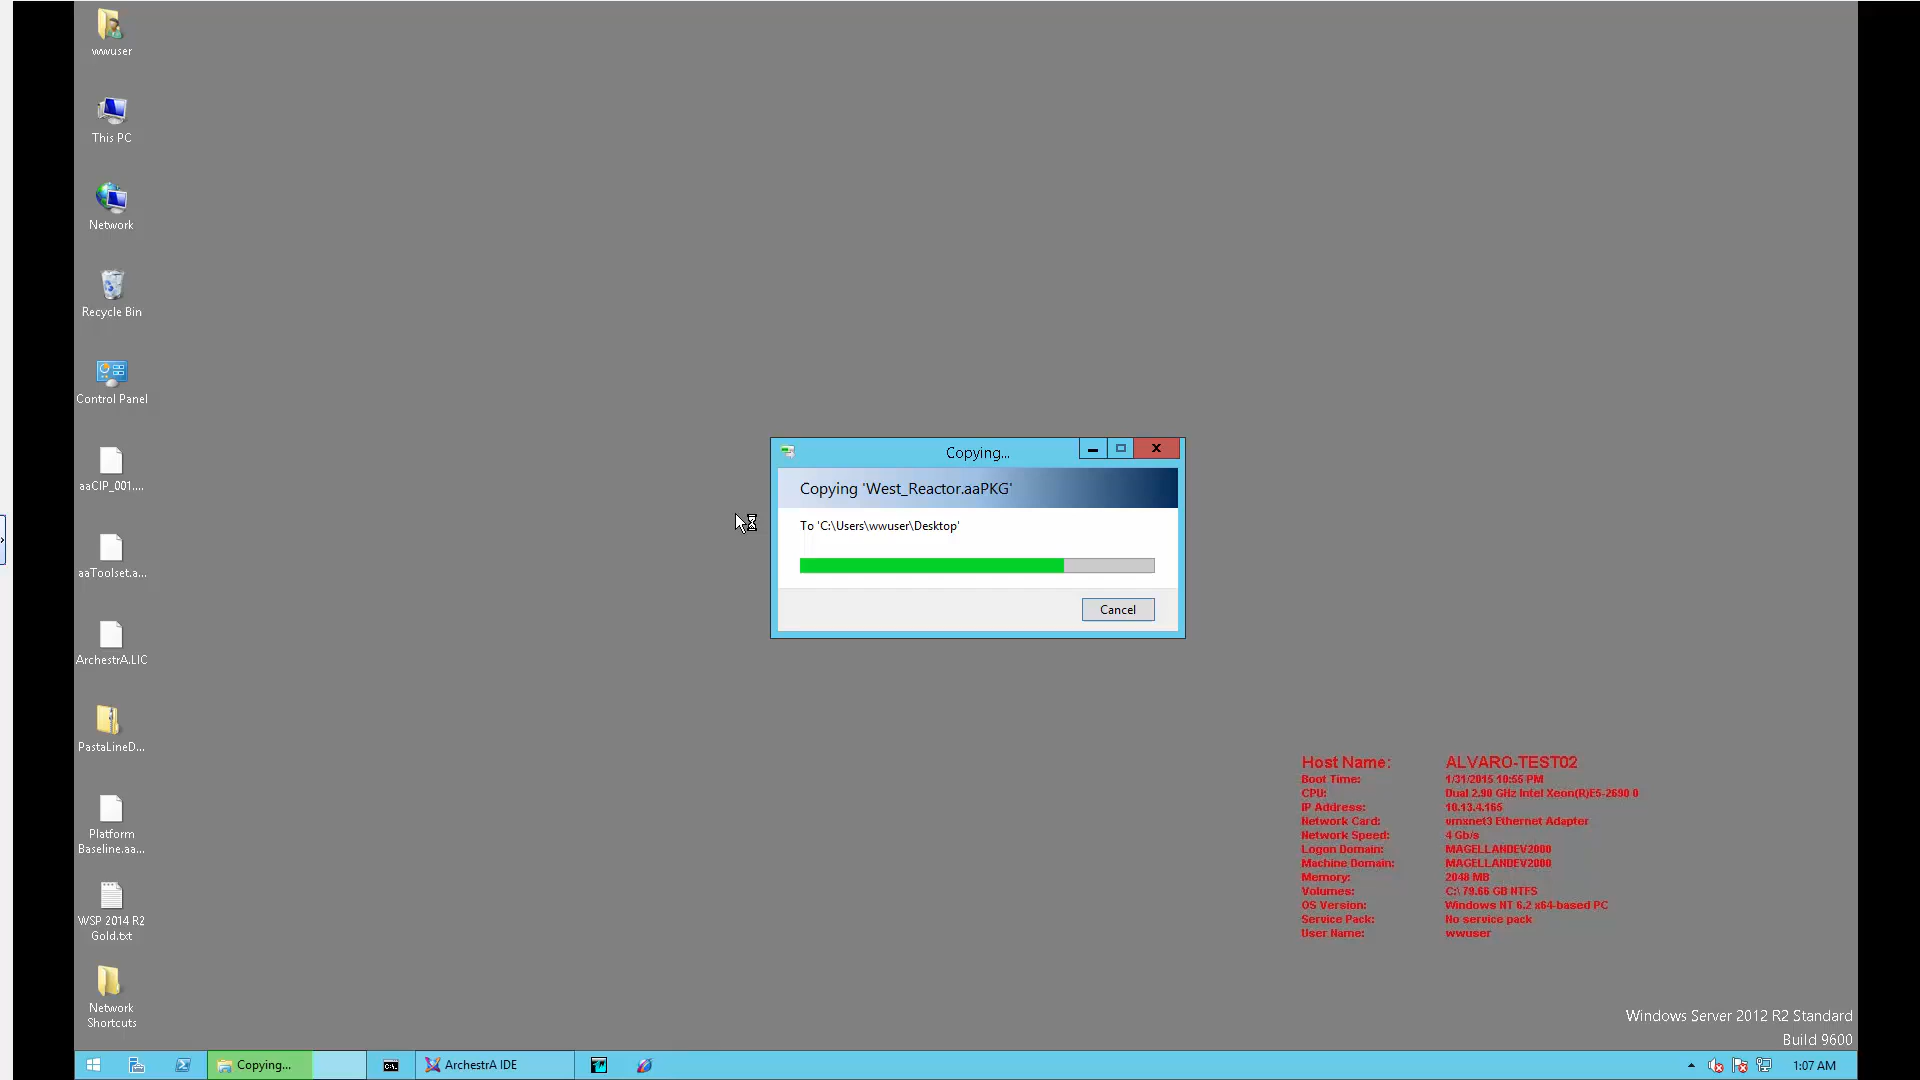 wwuser
This PC
Network
Recycle Bin
Control Panel
aaCIP_001....
aaToolset.a...
ArchestrA.LIC
PastaLineD...
Platform
Baseline.aa...
WSP 2014 R2
Gold.txt
Network
Shortcuts
Copying...
Copying 'West_Reactor.aaPKG'
To 'C:\Users\wwuser\Desktop'
Cancel
Host Name: ALVARO-TEST02
Boot Time: 1/31/2015 10:55 PM
CPU: Dual 2.90 GHz Intel Xeon(R)E5-2690 0
IP Address: 10.13.4.165
Network Card: vmxnet3 Ethernet Adapter
Network Speed: 4 Gb/s
Logon Domain: MAGELLANDEV2000
Machine Domain: MAGELLANDEV2000
Memory: 2048 MB
Volumes: C:\ 79.66 GB NTFS
OS Version: Windows NT 6.2 x64-based PC
Service Pack: No service pack
User Name: wwuser
Windows Server 2012 R2 Standard
Build 9600
Copying...
ArchestrA IDE
1:07 AM